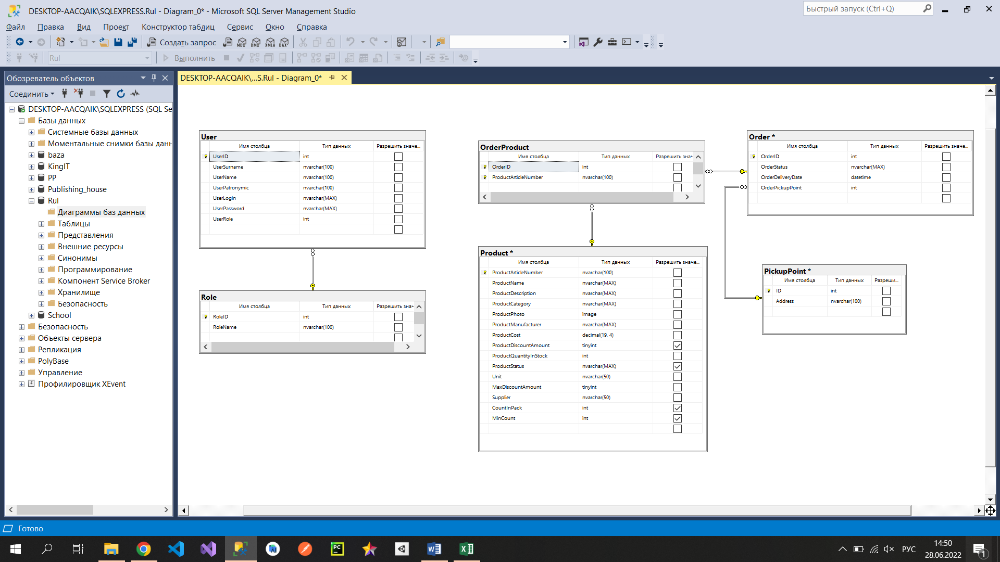 DESKTOP-AACQAIK\SQLEXPRESS.Rul - Diagram_0* - Microsoft SQL Server Management Studio
Быстрый запуск (Ctrl+Q)
Файл Правка Вид Проект Конструктор таблиц Сервис Окно Справка
Создать запрос MDX DMX XMLA DAX
Rul Выполнить
Обозреватель объектов
Соединить
DESKTOP-AACQAIK\SQLEXPRESS (SQL Se
Базы данных
Системные базы данных
Моментальные снимки базы данн
baza
KingIT
PP
Publishing_house
Rul
Диаграммы баз данных
Таблицы
Представления
Внешние ресурсы
Синонимы
Программирование
Компонент Service Broker
Хранилище
Безопасность
School
Безопасность
Объекты сервера
Репликация
PolyBase
Управление
Профилировщик XEvent
DESKTOP-AACQAIK\...S.Rul - Diagram_0*
User
Имя столбца Тип данных Разрешить значе...
UserID int
UserSurname nvarchar(100)
UserName nvarchar(100)
UserPatronymic nvarchar(100)
UserLogin nvarchar(MAX)
UserPassword nvarchar(MAX)
UserRole int
Role
Имя столбца Тип данных Разрешить знач
RoleID int
RoleName nvarchar(100)
OrderProduct
Имя столбца Тип данных Разрешить знач
OrderID int
ProductArticleNumber nvarchar(100)
Product *
Имя столбца Тип данных Разрешить значе...
ProductArticleNumber nvarchar(100)
ProductName nvarchar(MAX)
ProductDescription nvarchar(MAX)
ProductCategory nvarchar(MAX)
ProductPhoto image
ProductManufacturer nvarchar(MAX)
ProductCost decimal(19, 4)
ProductDiscountAmount tinyint
ProductQuantityInStock int
ProductStatus nvarchar(MAX)
Unit nvarchar(50)
MaxDiscountAmount tinyint
Supplier nvarchar(50)
CountInPack int
MinCount int
Order *
Имя столбца Тип данных Разрешить значе...
OrderID int
OrderStatus nvarchar(MAX)
OrderDeliveryDate datetime
OrderPickupPoint int
PickupPoint *
Имя столбца Тип данных Разреши...
ID int
Address nvarchar(100)
Готово
PC W X РУС
14:50
28.06.2022
1